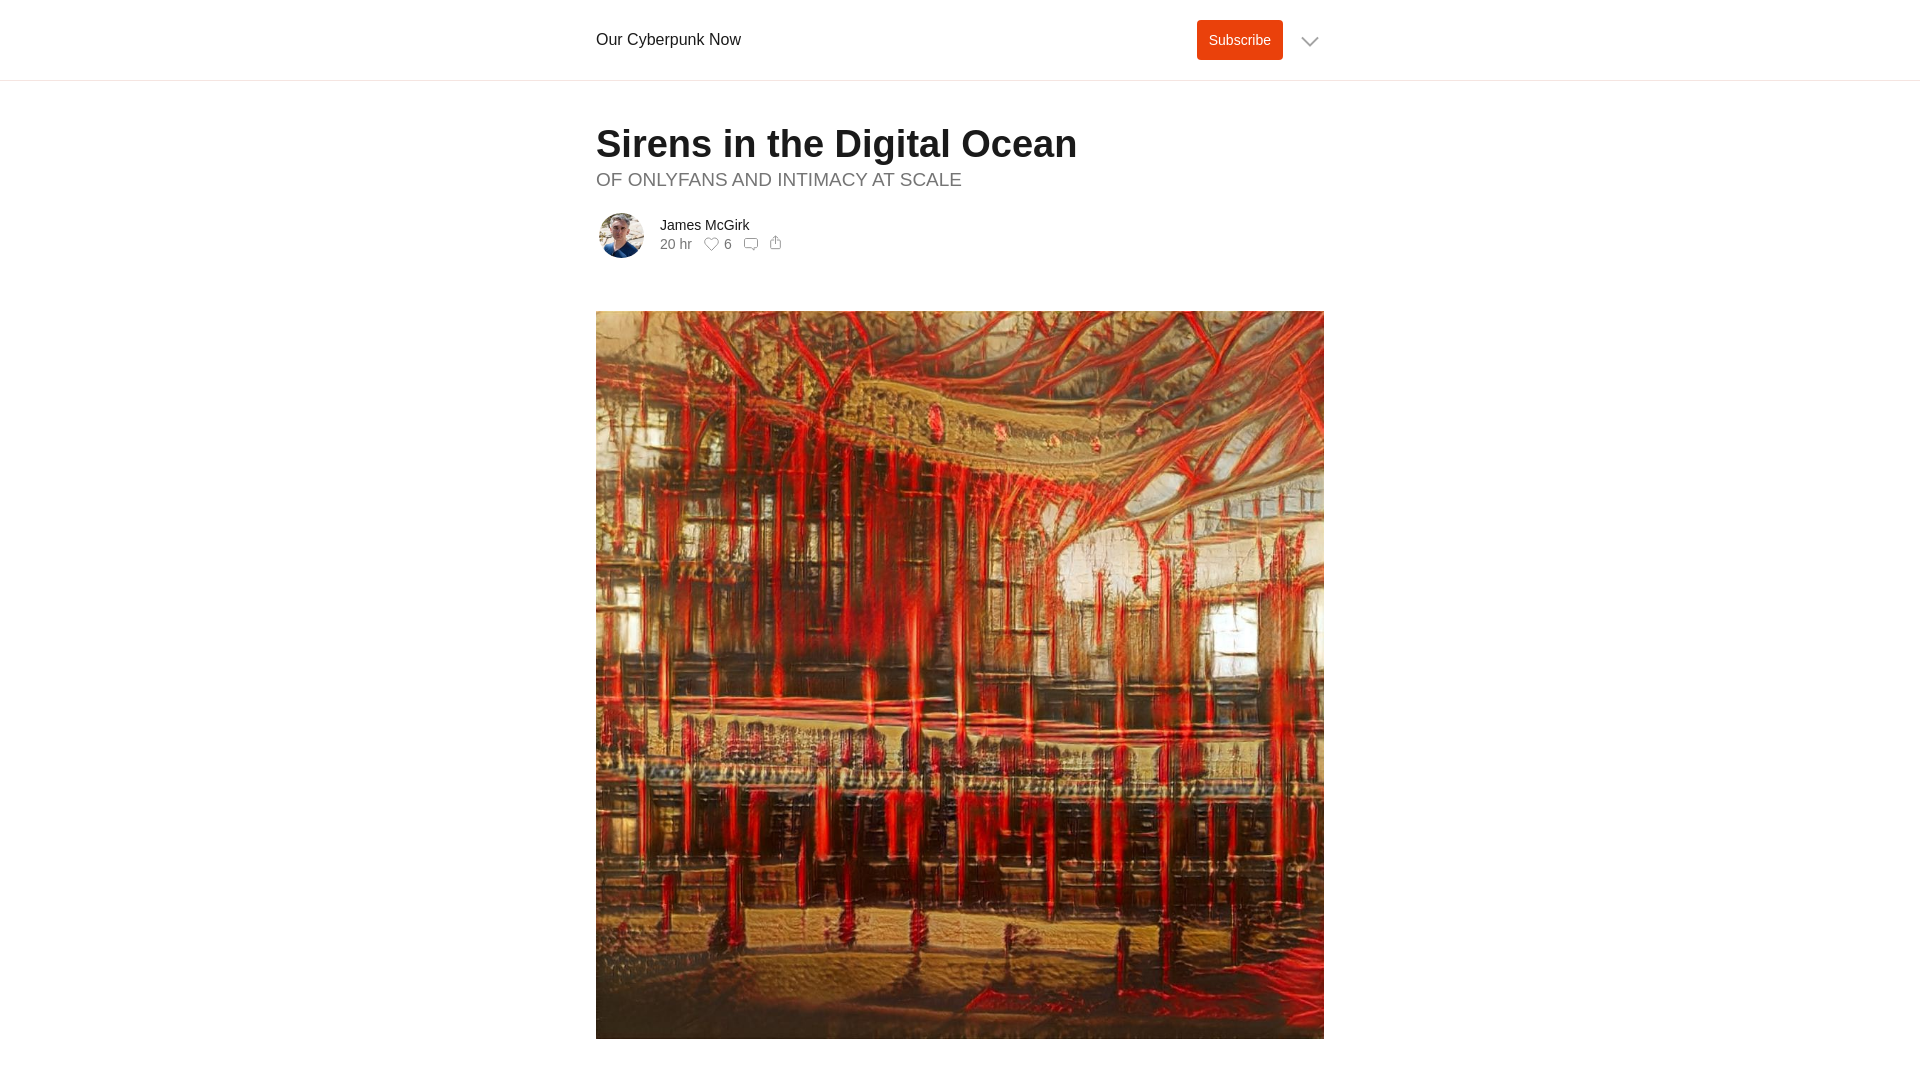 Our Cyberpunk Now
Subscribe
Sirens in the Digital Ocean
OF ONLYFANS AND INTIMACY AT SCALE
James McGirk
20 hr 6